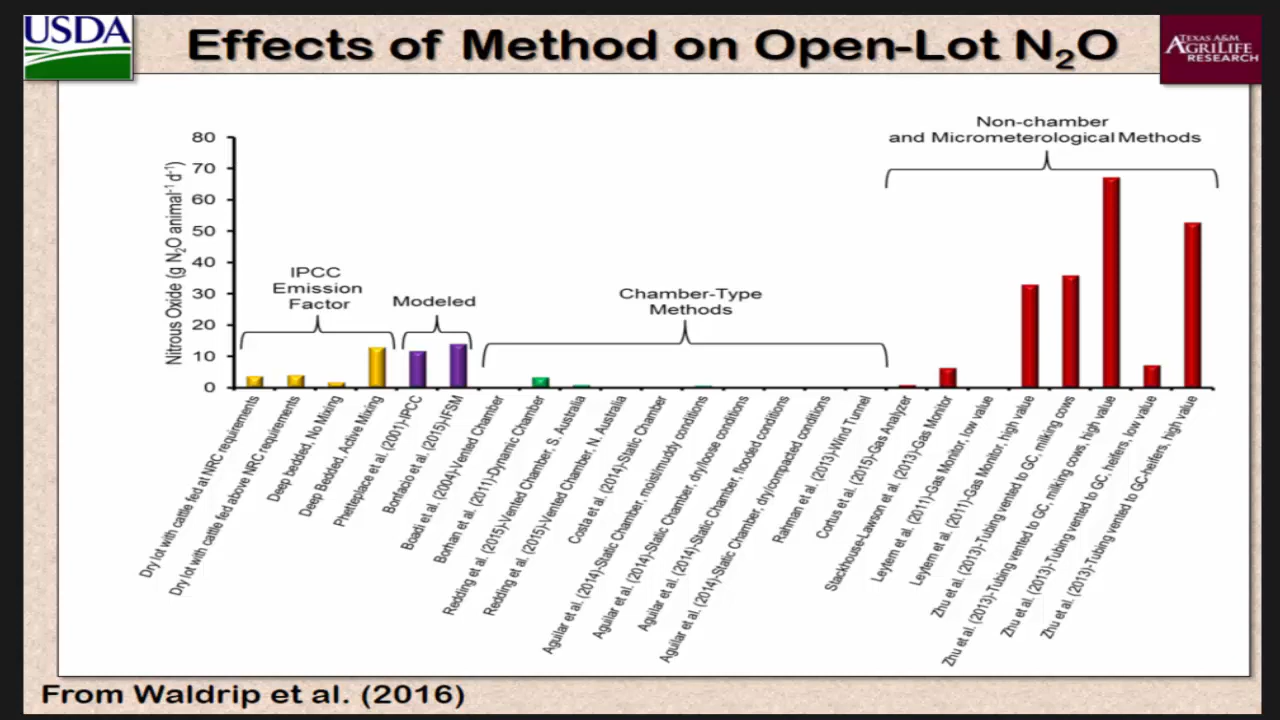 USDA
Effects of Method on Open-Lot N₂O
TEXAS A&M
AGRILIFE
RESEARCH
Non-chamber
and Micrometerological Methods
IPCC
Emission
Factor
Modeled
Chamber-Type
Methods
Nitrous Oxide (g N₂O animal⁻¹ d⁻¹)
80
70
60
50
40
30
20
10
0
Dry lot with cattle fed at NRC requirements
Dry lot with cattle fed above NRC requirements
Deep bedded, No Mixing
Deep Bedded, Active Mixing
Phetteplace et al. (2001)-IPCC
Bonifacio et al. (2015)-IFSM
Boadi et al. (2004)-Vented Chamber
Borhan et al. (2011)-Dynamic Chamber
Redding et al. (2015)-Vented Chamber, S. Australia
Redding et al. (2015)-Vented Chamber, N. Australia
Costa et al. (2014)-Static Chamber
Aguilar et al. (2014)-Static Chamber, moist/muddy conditions
Aguilar et al. (2014)-Static Chamber, dry/loose conditions
Aguilar et al. (2014)-Static Chamber, flooded conditions
Aguilar et al. (2014)-Static Chamber, dry/compacted conditions
Rahman et al. (2013)-Wind Tunnel
Cortus et al. (2015)-Gas Analyzer
Stackhouse-Lawson et al. (2013)-Gas Monitor
Leytem et al. (2011)-Gas Monitor, low value
Leytem et al. (2011)-Gas Monitor, high value
Zhu et al. (2013)-Tubing vented to GC, milking cows
Zhu et al. (2013)-Tubing vented to GC, milking cows, high value
Zhu et al. (2013)-Tubing vented to GC, heifers, low value
Zhu et al. (2013)-Tubing vented to GC-heifers, high value
From Waldrip et al. (2016)